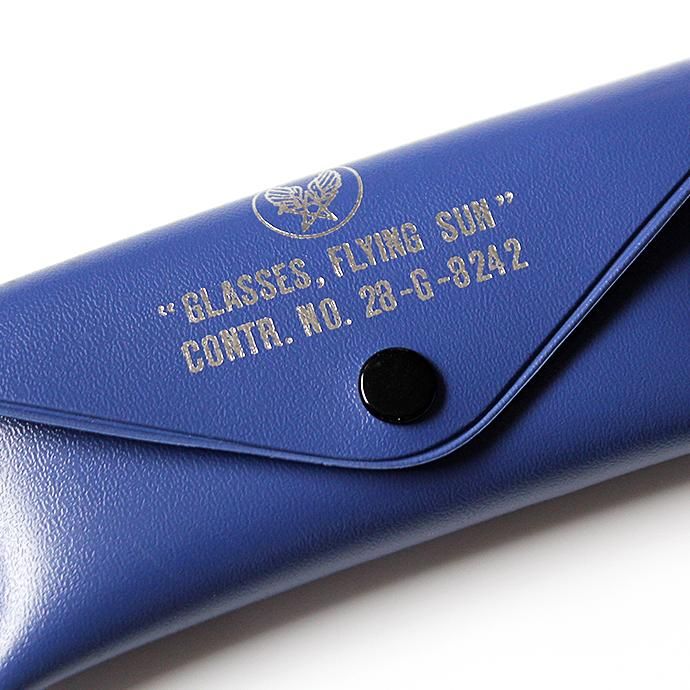 “GLASSES, FLYING SUN”
CONTR. NO. 28-G-8242